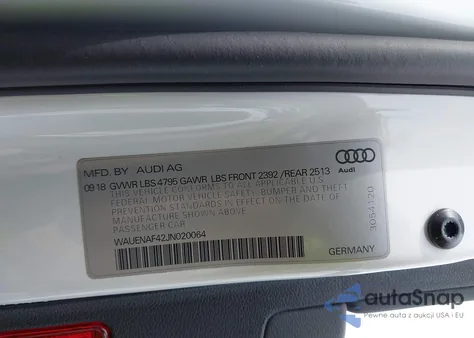 MFD. BY AUDI AG
09 18 GVWR LBS 4795 GAWR LBS FRONT 2392 / REAR 2513
THIS VEHICLE CONFORMS TO ALL APPLICABLE
FEDERAL MOTOR VEHICLE SAFETY, BUMPER AND THEFT
PREVENTION STANDARDS IN EFFECT ON THE DATE OF
MANUFACTURE SHOWN ABOVE
PASSENGER CAR
WAUENAF42JN020064
Audi
3054120
GERMANY
autoSnap
Pewne auta z aukcji USA i EU